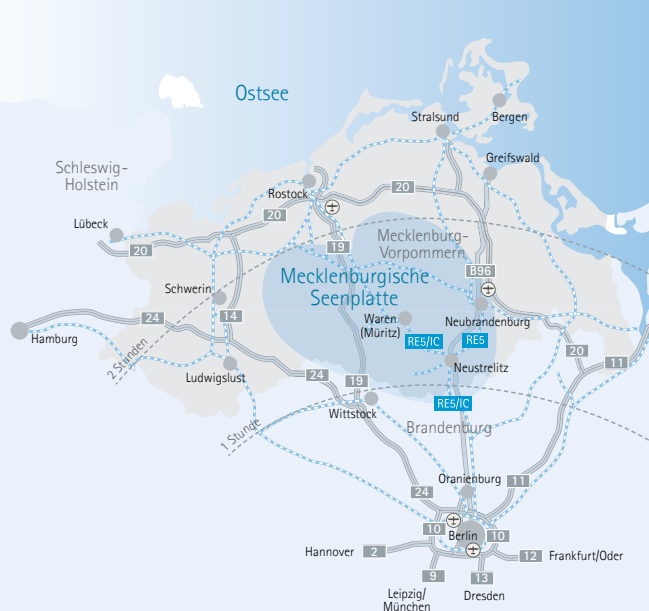 Ostsee
Stralsund
Bergen
Schleswig-
Holstein
Greifswald
Rostock
20
20
Lübeck
20
19
Mecklenburg-
Vorpommern
B96
Mecklenburgische
Seenplatte
Schwerin
14
24
Hamburg
Waren
(Müritz)
Neubrandenburg
RE5/IC
RE5
20
11
2 Stunden
Ludwigslust
24
19
Neustrelitz
Wittstock
RE5/IC
1 Stunde
Brandenburg
Oranienburg
11
24
10
Berlin
10
Hannover
2
12
Frankfurt/Oder
9
13
Leipzig/
München
Dresden